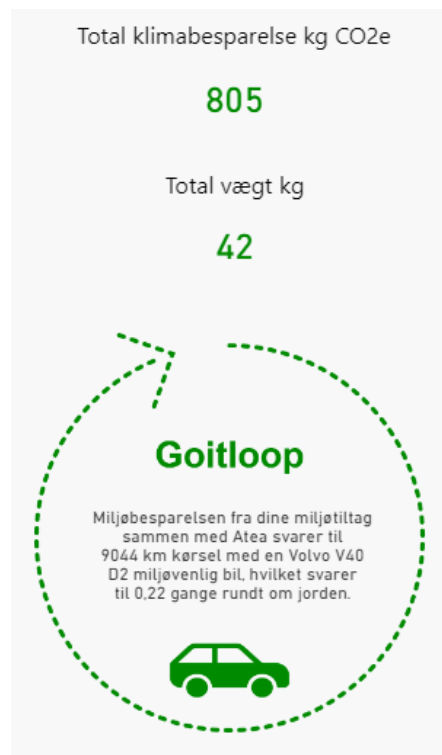 Total klimabesparelse kg CO2e
805
Total vægt kg
42
Goitloop
Miljøbesparelsen fra dine miljøtiltag
sammen med Atea svarer til
9044 km kørsel med en Volvo V40
D2 miljøvenlig bil, hvilket svarer
til 0,22 gange rundt om jorden.